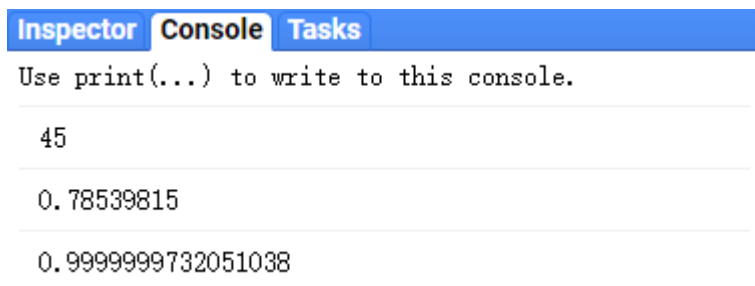 Inspector Console Tasks
Use print(...) to write to this console.
45
0.78539815
0.9999999732051038